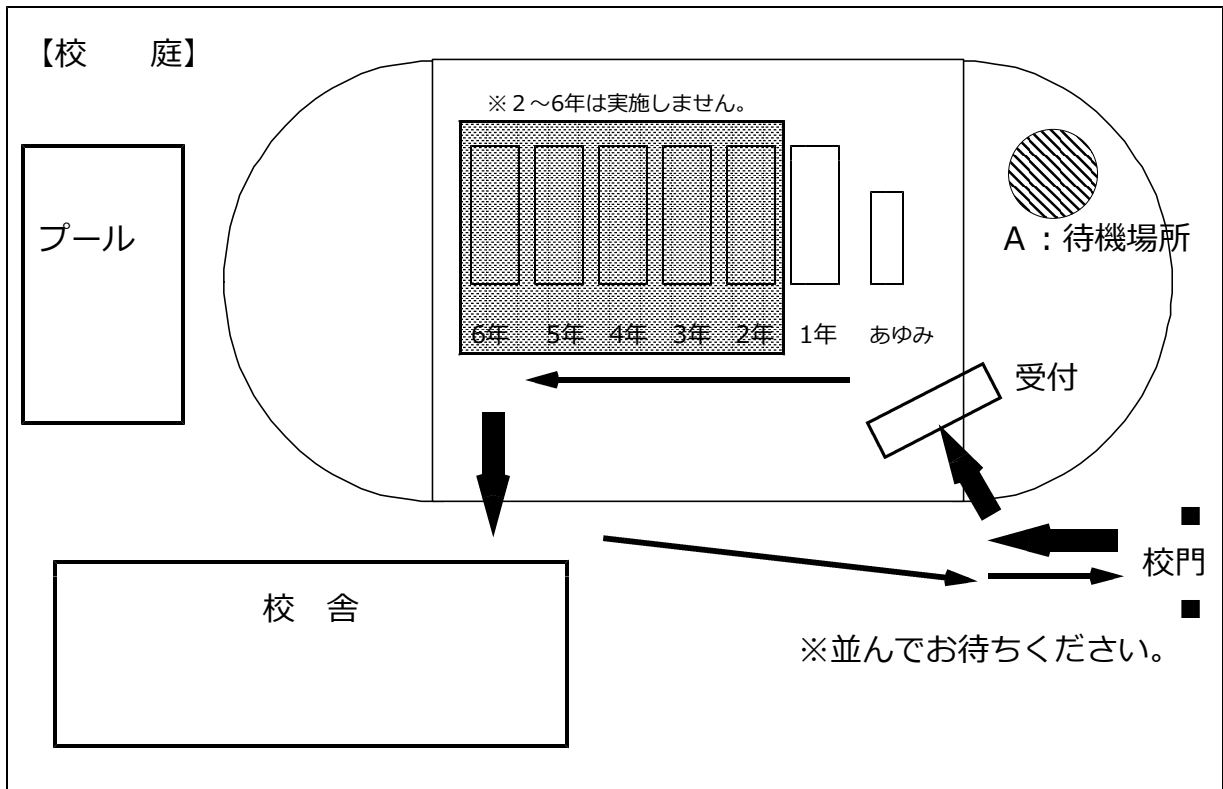 【校　　庭】
※２～6年は実施しません。
プール
A：待機場所
6年　5年　4年　3年　2年　1年　あゆみ
受付
校門
校　舎
※並んでお待ちください。